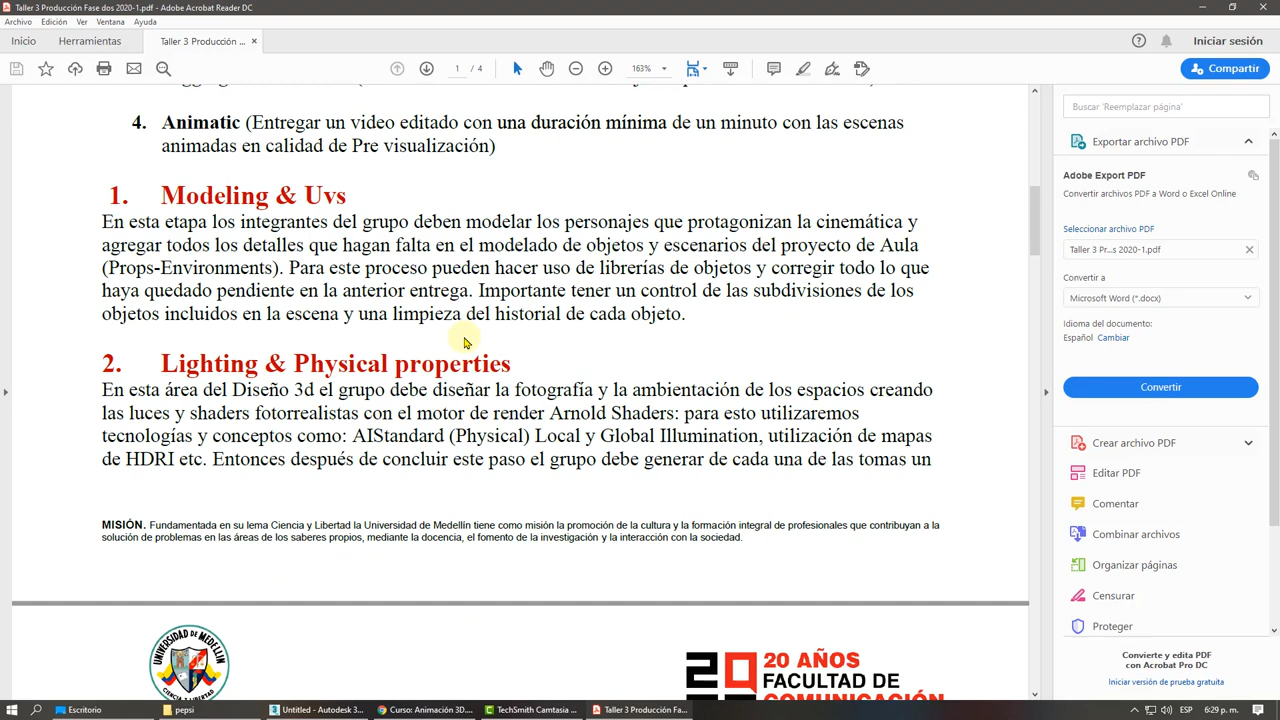 Taller 3 Producción Fase dos 2020-1.pdf - Adobe Acrobat Reader DC
Archivo Edición Ver Ventana Ayuda
Inicio Herramientas Taller 3 Producción ... × Iniciar sesión
1 / 4 163% Compartir
4. Animatic (Entregar un video editado con una duración mínima de un minuto con las escenas
animadas en calidad de Pre visualización)
1. Modeling & Uvs
En esta etapa los integrantes del grupo deben modelar los personajes que protagonizan la cinemática y
agregar todos los detalles que hagan falta en el modelado de objetos y escenarios del proyecto de Aula
(Props-Environments). Para este proceso pueden hacer uso de librerías de objetos y corregir todo lo que
haya quedado pendiente en la anterior entrega. Importante tener un control de las subdivisiones de los
objetos incluidos en la escena y una limpieza del historial de cada objeto.
2. Lighting & Physical properties
En esta área del Diseño 3d el grupo debe diseñar la fotografía y la ambientación de los espacios creando
las luces y shaders fotorrealistas con el motor de render Arnold Shaders: para esto utilizaremos
tecnologías y conceptos como: AIStandard (Physical) Local y Global Illumination, utilización de mapas
de HDRI etc. Entonces después de concluir este paso el grupo debe generar de cada una de las tomas un
MISIÓN. Fundamentada en su lema Ciencia y Libertad la Universidad de Medellín tiene como misión la promoción de la cultura y la formación integral de profesionales que contribuyan a la
solución de problemas en las áreas de los saberes propios, mediante la docencia, el fomento de la investigación y la interacción con la sociedad.
UNIVERSIDAD DE MEDELLIN
CIENCIA Y LIBERTAD
20 AÑOS
FACULTAD DE
COMUNICACIÓN
Buscar 'Reemplazar página'
Exportar archivo PDF
Adobe Export PDF
Convertir archivos PDF a Word o Excel Online
Seleccionar archivo PDF
Taller 3 Pr...s 2020-1.pdf ×
Convertir a
Microsoft Word (*.docx)
Idioma del documento:
Español Cambiar
Convertir
Crear archivo PDF
Editar PDF
Comentar
Combinar archivos
Organizar páginas
Censurar
Proteger
Convierte y edita PDF
con Acrobat Pro DC
Iniciar versión de prueba gratuita
Escritorio pepsi Untitled - Autodesk 3... Curso: Animación 3D.... TechSmith Camtasia ... Taller 3 Producción Fa... ESP 6:29 p. m.